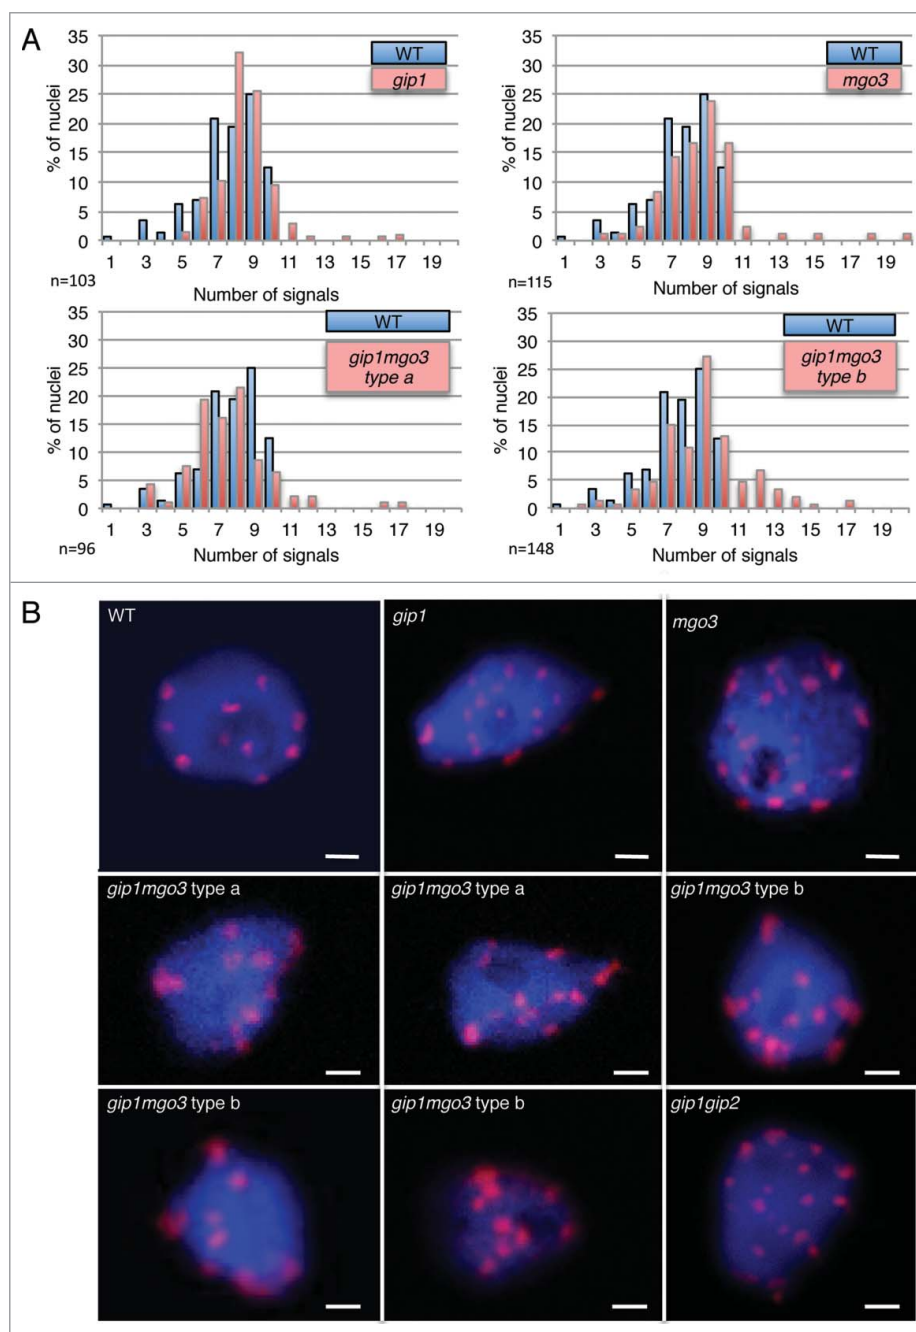 A
35
30
25
20
15
10
5
0
% of nuclei
WT
gip1
1 3 5 7 9 11 13 15 17 19
n=103
Number of signals
35
30
25
20
15
10
5
0
% of nuclei
WT
mgo3
1 3 5 7 9 11 13 15 17 19
n=115
Number of signals
35
30
25
20
15
10
5
0
% of nuclei
WT
gip1mgo3
type a
1 3 5 7 9 11 13 15 17 19
n=96
Number of signals
35
30
25
20
15
10
5
0
% of nuclei
WT
gip1mgo3
type b
1 3 5 7 9 11 13 15 17 19
n=148
Number of signals
B
WT
gip1
mgo3
gip1mgo3 type a
gip1mgo3 type a
gip1mgo3 type b
gip1mgo3 type b
gip1mgo3 type b
gip1gip2